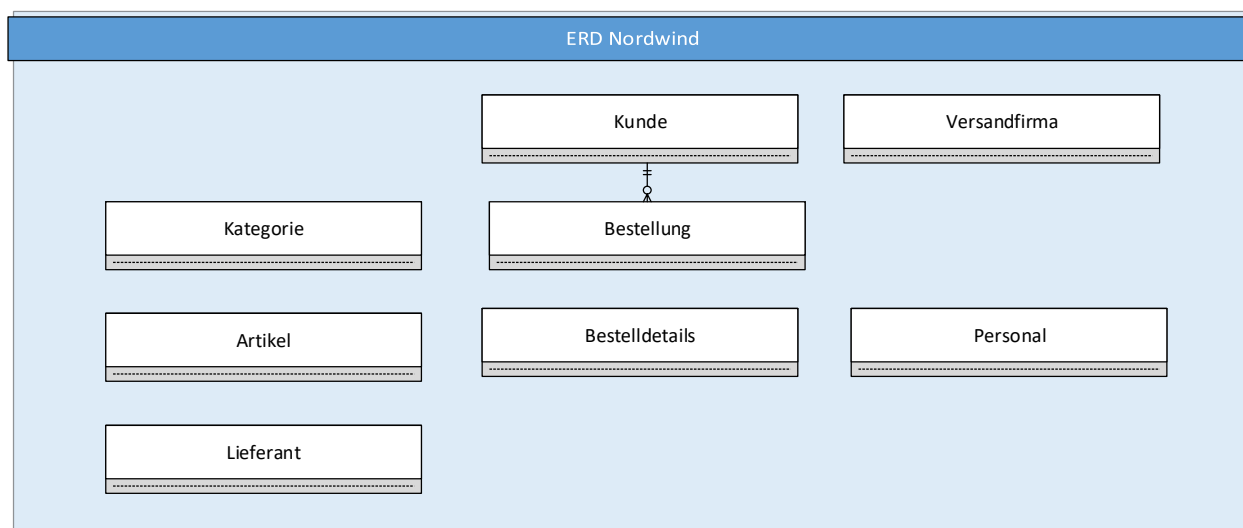 ERD Nordwind
Kunde
Versandfirma
Kategorie
Bestellung
Artikel
Bestelldetails
Personal
Lieferant